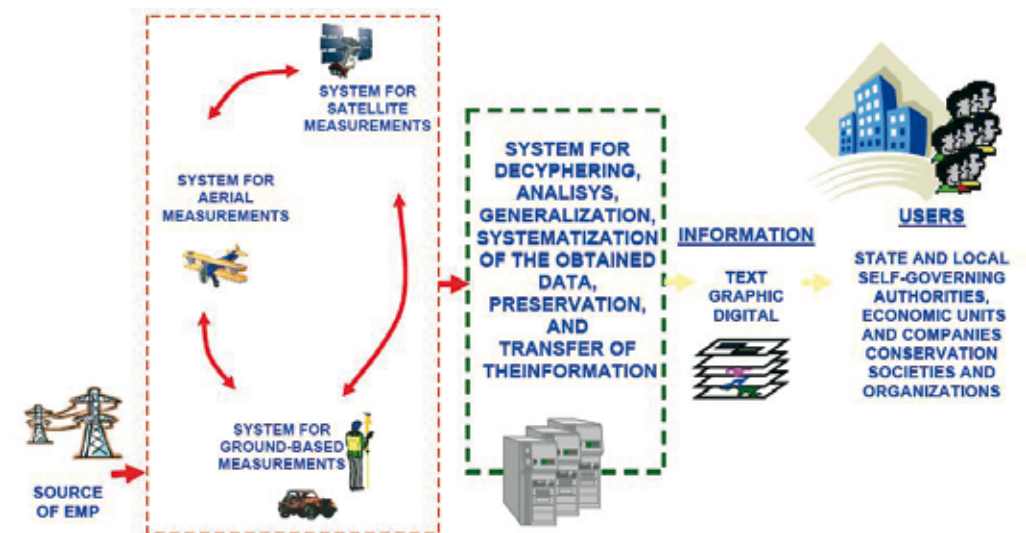 SYSTEM FOR
SATELLITE
MEASUREMENTS
SYSTEM FOR
AERIAL
MEASUREMENTS
SYSTEM FOR
GROUND-BASED
MEASUREMENTS
SOURCE
OF EMP
SYSTEM FOR
DECYPHERING,
ANALISYS,
GENERALIZATION,
SYSTEMATIZATION
OF THE OBTAINED
DATA,
PRESERVATION,
AND
TRANSFER OF
THEINFORMATION
INFORMATION
TEXT
GRAPHIC
DIGITAL
USERS
STATE AND LOCAL
SELF-GOVERNING
AUTHORITIES,
ECONOMIC UNITS
AND COMPANIES
CONSERVATION
SOCIETIES AND
ORGANIZATIONS